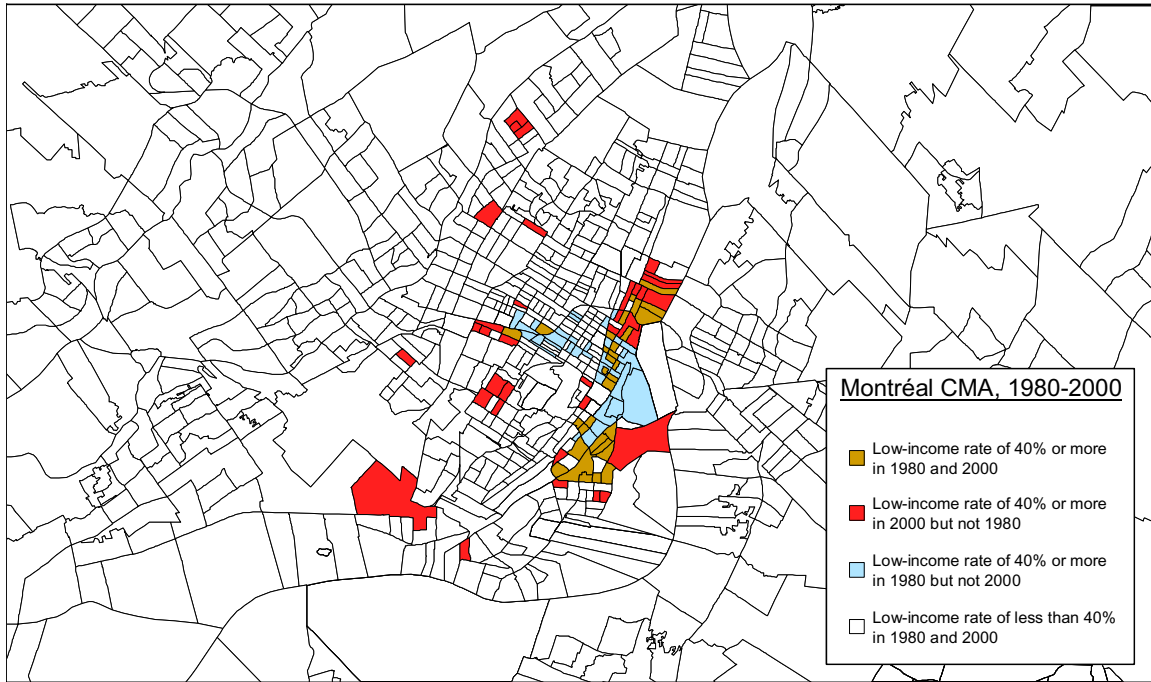 Montréal CMA, 1980-2000
Low-income rate of 40% or more
in 1980 and 2000
Low-income rate of 40% or more
in 2000 but not 1980
Low-income rate of 40% or more
in 1980 but not 2000
Low-income rate of less than 40%
in 1980 and 2000